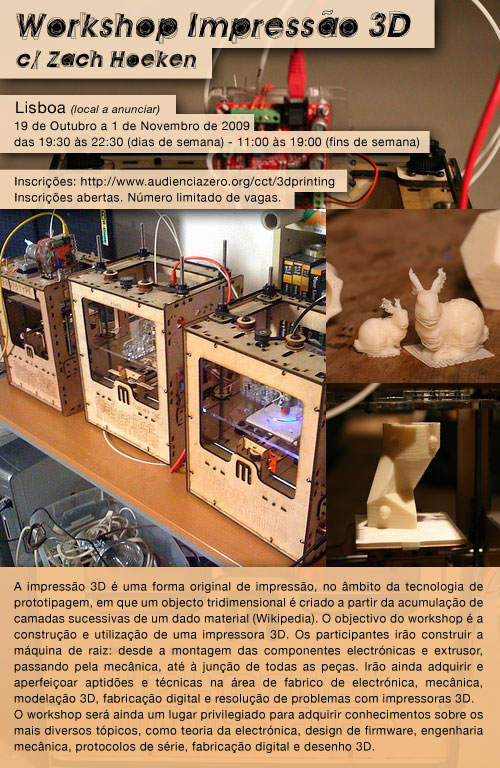 Workshop Impressão 3D
c/ Zach Hoeken
Lisboa (local a anunciar)
19 de Outubro a 1 de Novembro de 2009
das 19:30 às 22:30 (dias de semana) - 11:00 às 19:00 (fins de semana)
Inscrições: http://www.audienciazero.org/cct/3dprinting
Inscrições abertas. Número limitado de vagas.
A impressão 3D é uma forma original de impressão, no âmbito da tecnologia de
prototipagem, em que um objecto tridimensional é criado a partir da acumulação de
camadas sucessivas de um dado material (Wikipedia). O objectivo do workshop é a
construção e utilização de uma impressora 3D. Os participantes irão construir a
máquina de raiz: desde a montagem das componentes electrónicas e extrusor,
passando pela mecânica, até à junção de todas as peças. Irão ainda adquirir e
aperfeiçoar aptidões e técnicas na área de fabrico de electrónica, mecânica,
modelação 3D, fabricação digital e resolução de problemas com impressoras 3D.
O workshop será ainda um lugar privilegiado para adquirir conhecimentos sobre os
mais diversos tópicos, como teoria da electrónica, design de firmware, engenharia
mecânica, protocolos de série, fabricação digital e desenho 3D.